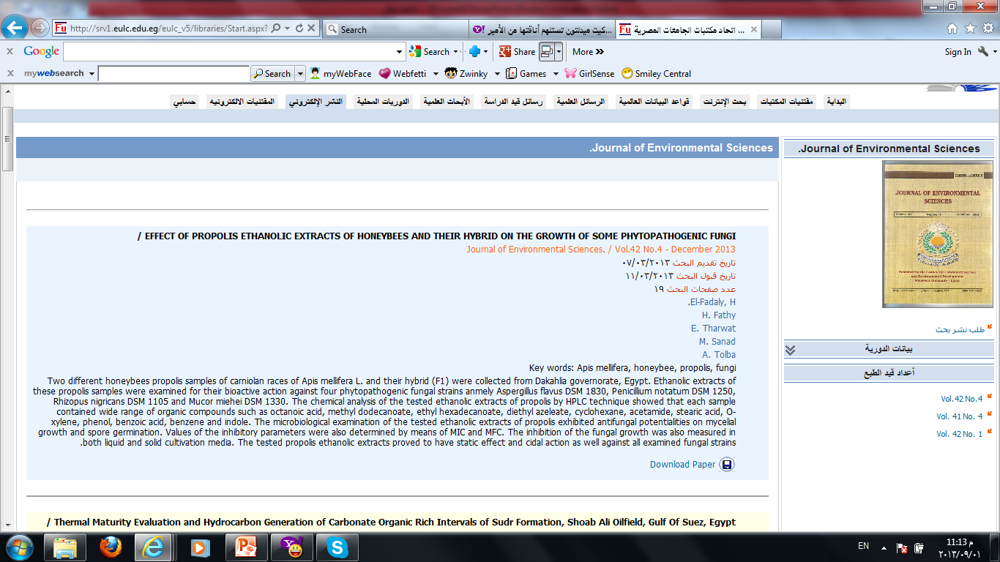 http://srv1.eulc.edu.eg/eulc_v5/libraries/Start.aspx?
Search
كيت ميدلتون تستلهم أناقتها من الأمير...
اتحاد مكتبات الجامعات المصرية ...
Google
Search
Share
More »
Sign In
mywebsearch
Search
myWebFace
Webfetti
Zwinky
Games
GirlSense
Smiley Central
البداية
مقتنيات المكتبات
بحث الإنترنت
قواعد البيانات العالمية
الرسائل العلمية
رسائل قيد الدراسة
الأبحاث العلمية
الدوريات المحلية
النشر الإلكتروني
المقتنيات الالكترونيه
حسابي
.Journal of Environmental Sciences
/ EFFECT OF PROPOLIS ETHANOLIC EXTRACTS OF HONEYBEES AND THEIR HYBRID ON THE GROWTH OF SOME PHYTOPATHOGENIC FUNGI
Journal of Environmental Sciences. / Vol.42 No.4 - December 2013
تاريخ تقديم البحث ٠٧/٠٣/٢٠١٣
تاريخ قبول البحث ١١/٠٣/٢٠١٣
عدد صفحات البحث ١٩
.El-Fadaly, H
H. Fathy
E. Tharwat
M. Sanad
A. Tolba
Key words: Apis mellifera, honeybee, propolis, fungi
Two different honeybees propolis samples of carniolan races of Apis mellifera L. and their hybrid (F1) were collected from Dakahlia governorate, Egypt. Ethanolic extracts of
these propolis samples were examined for their bioactive action against four phytopathogenic fungal strains anmely Aspergillus flavus DSM 1830, Penicillium notatum DSM 1250,
Rhizopus nigricans DSM 1105 and Mucor miehei DSM 1330. The chemical analysis of the tested ethanolic extracts of propolis by HPLC technique showed that each sample
contained wide range of organic compounds such as octanoic acid, methyl dodecanoate, ethyl hexadecanoate, diethyl azeleate, cyclohexane, acetamide, stearic acid, O-
xylene, phenol, benzoic acid, benzene and indole. The microbiological examination of the tested ethanolic extracts of propolis exhibited antifungal potentialities on mycelial
growth and spore germination. Values of the inhibitory parameters were also determined by means of MIC and MFC. The inhibition of the fungal growth was also measured in
.both liquid and solid cultivation media. The tested propolis ethanolic extracts proved to have static effect and cidal action as well against all examined fungal strains
Download Paper
/ Thermal Maturity Evaluation and Hydrocarbon Generation of Carbonate Organic Rich Intervals of Sudr Formation, Shoab Ali Oilfield, Gulf Of Suez, Egypt
.Journal of Environmental Sciences
JOURNAL OF ENVIRONMENTAL
SCIENCES
طلب نشر بحث
بيانات الدورية
أعداد قيد الطبع
Vol.42 No.4
Vol. 41 No. 4
Vol. 42 No. 1
EN
11:13 م
٢٠١٣/٠٩/٠١